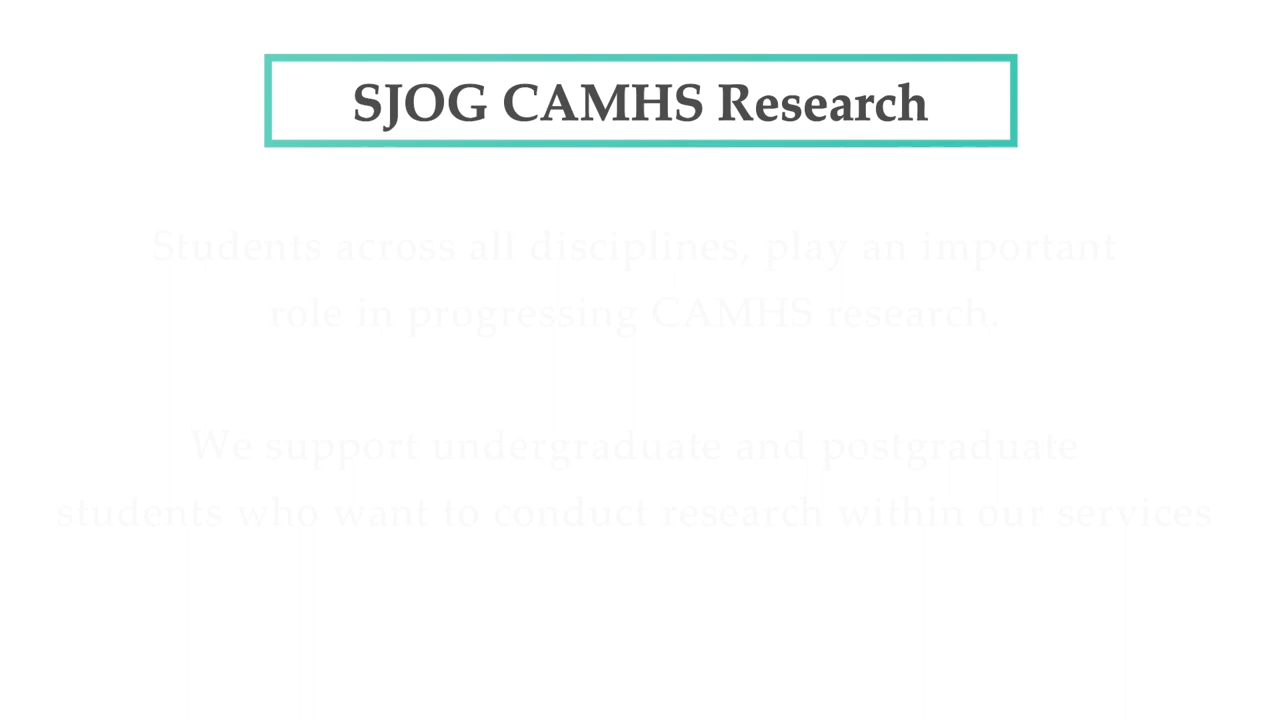 SJOG CAMHS Research
Students across all disciplines, play an important
role in progressing CAMHS research.
We support undergraduate and postgraduate
students who want to conduct research within our services